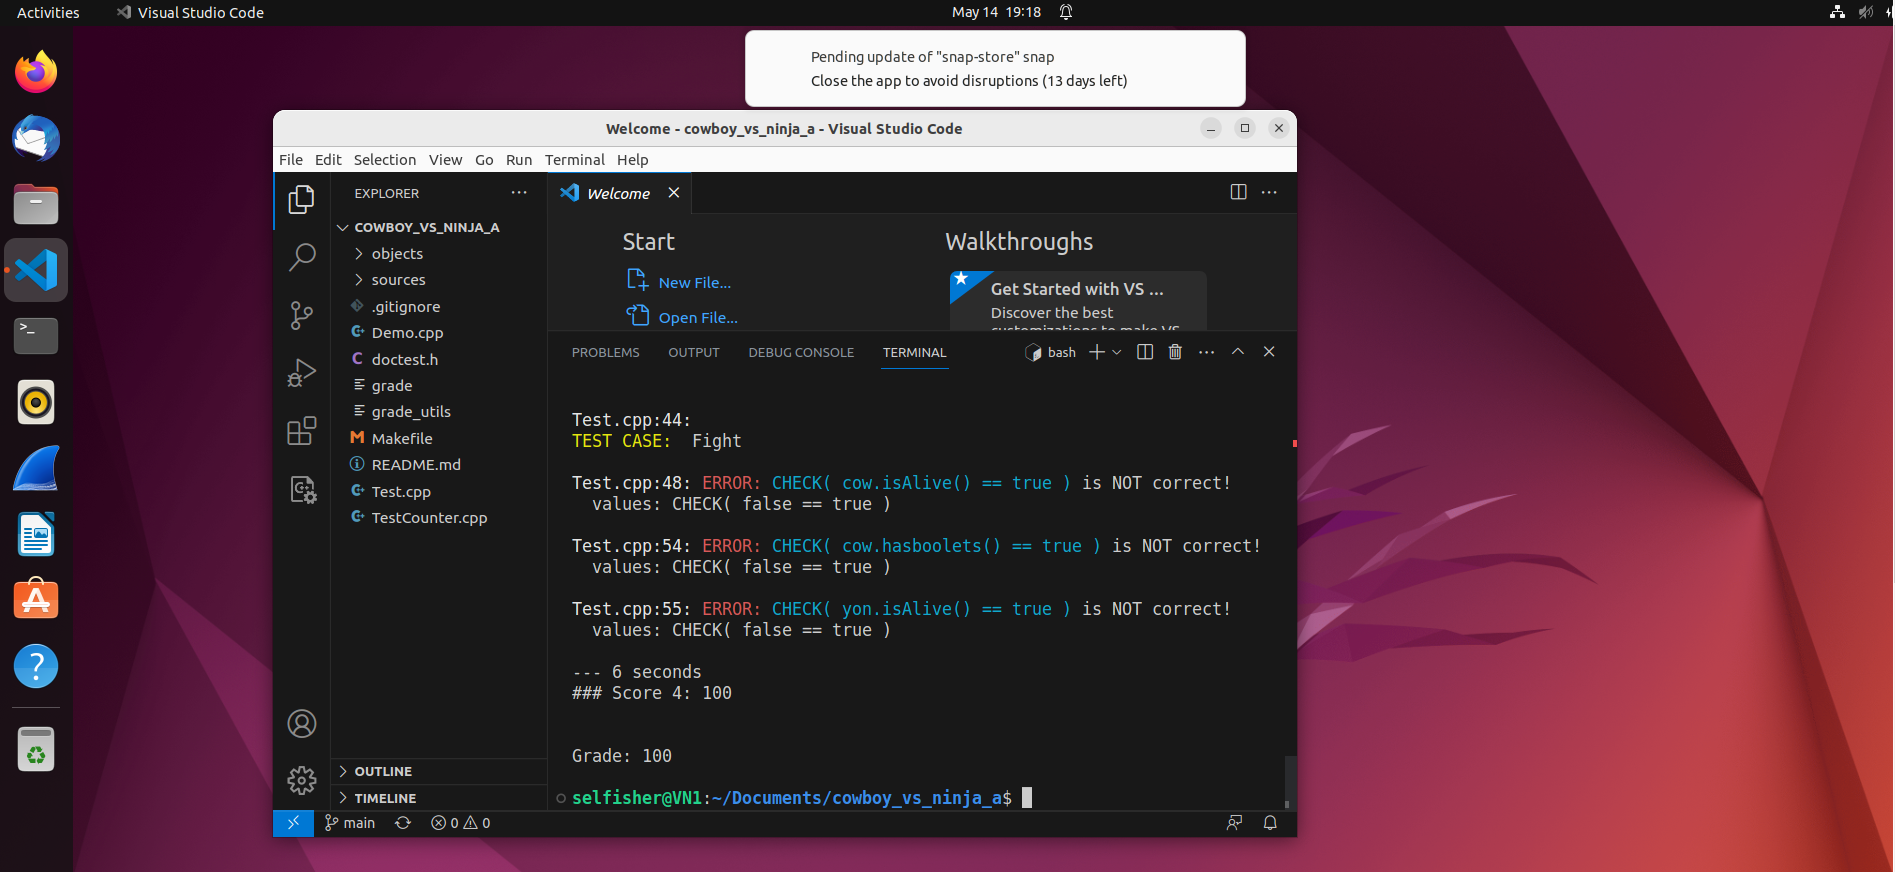 Activities
Visual Studio Code
May 14 19:18
Pending update of "snap-store" snap
Close the app to avoid disruptions (13 days left)
Welcome - cowboy_vs_ninja_a - Visual Studio Code
File Edit Selection View Go Run Terminal Help
EXPLORER
COWBOY_VS_NINJA_A
objects
sources
.gitignore
Demo.cpp
doctest.h
grade
grade_utils
Makefile
README.md
Test.cpp
TestCounter.cpp
OUTLINE
TIMELINE
Welcome
Start
New File...
Open File...
Walkthroughs
Get Started with VS ...
Discover the best
customizations to make VS
PROBLEMS OUTPUT DEBUG CONSOLE TERMINAL
bash
Test.cpp:44:
TEST CASE:  Fight
Test.cpp:48: ERROR: CHECK( cow.isAlive() == true ) is NOT correct!
values: CHECK( false == true )
Test.cpp:54: ERROR: CHECK( cow.hasboolets() == true ) is NOT correct!
values: CHECK( false == true )
Test.cpp:55: ERROR: CHECK( yon.isAlive() == true ) is NOT correct!
values: CHECK( false == true )
--- 6 seconds
### Score 4: 100
Grade: 100
selfisher@VN1:~/Documents/cowboy_vs_ninja_a$
main
0 0